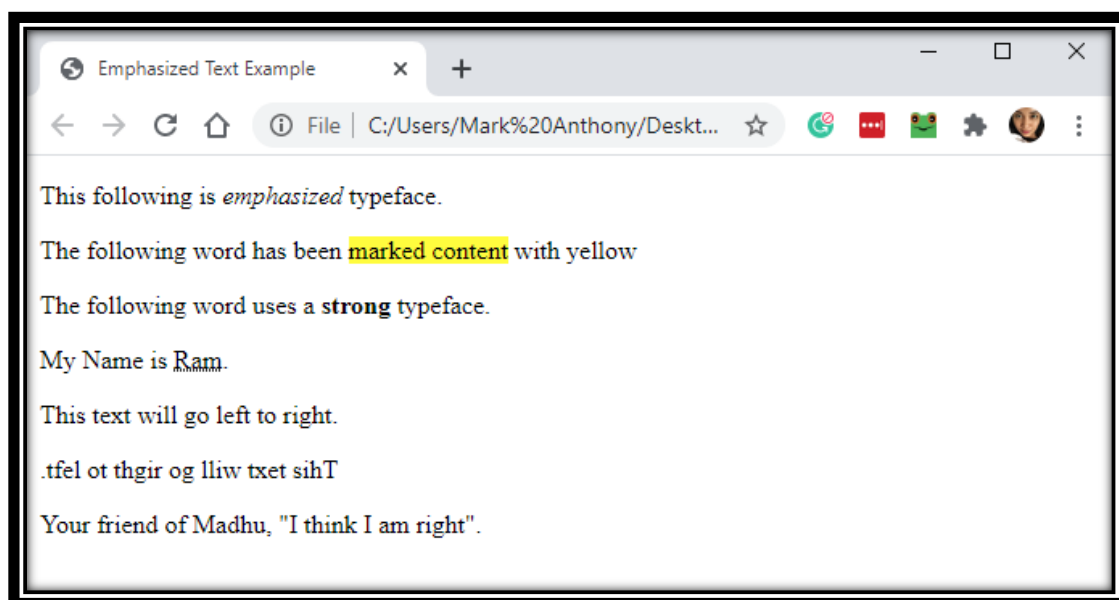 Emphasized Text Example
File | C:/Users/Mark%20Anthony/Deskt...
This following is emphasized typeface.
The following word has been marked content with yellow
The following word uses a strong typeface.
My Name is Ram.
This text will go left to right.
.tfel ot thgir og lliw txet sihT
Your friend of Madhu, "I think I am right".